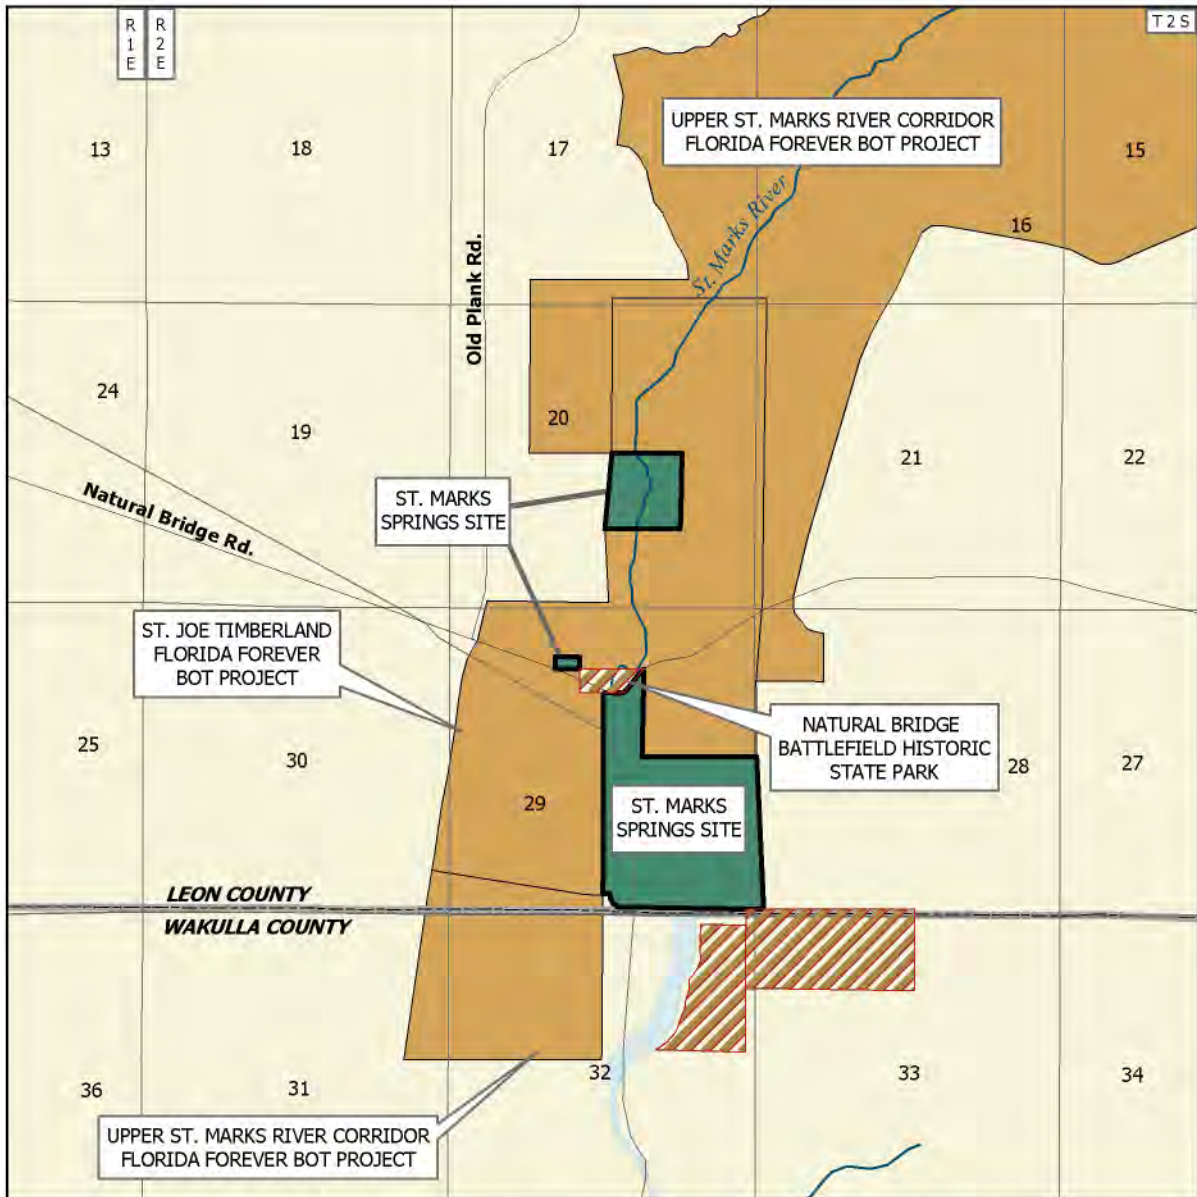 R
1
E
R
2
E
T 2 S
UPPER ST. MARKS RIVER CORRIDOR
FLORIDA FOREVER BOT PROJECT
13
18
17
15
16
St. Marks River
Old Plank Rd.
24
19
20
21
22
ST. MARKS
SPRINGS SITE
Natural Bridge Rd.
ST. JOE TIMBERLAND
FLORIDA FOREVER
BOT PROJECT
NATURAL BRIDGE
BATTLEFIELD HISTORIC
STATE PARK
25
30
29
28
27
ST. MARKS
SPRINGS SITE
LEON COUNTY
WAKULLA COUNTY
36
31
32
33
34
UPPER ST. MARKS RIVER CORRIDOR
FLORIDA FOREVER BOT PROJECT